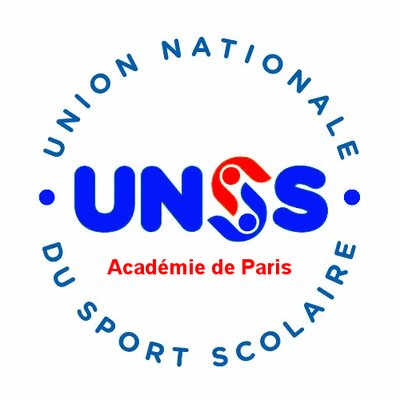 UNION NATIONALE
UNSS
Académie de Paris
DU SPORT SCOLAIRE